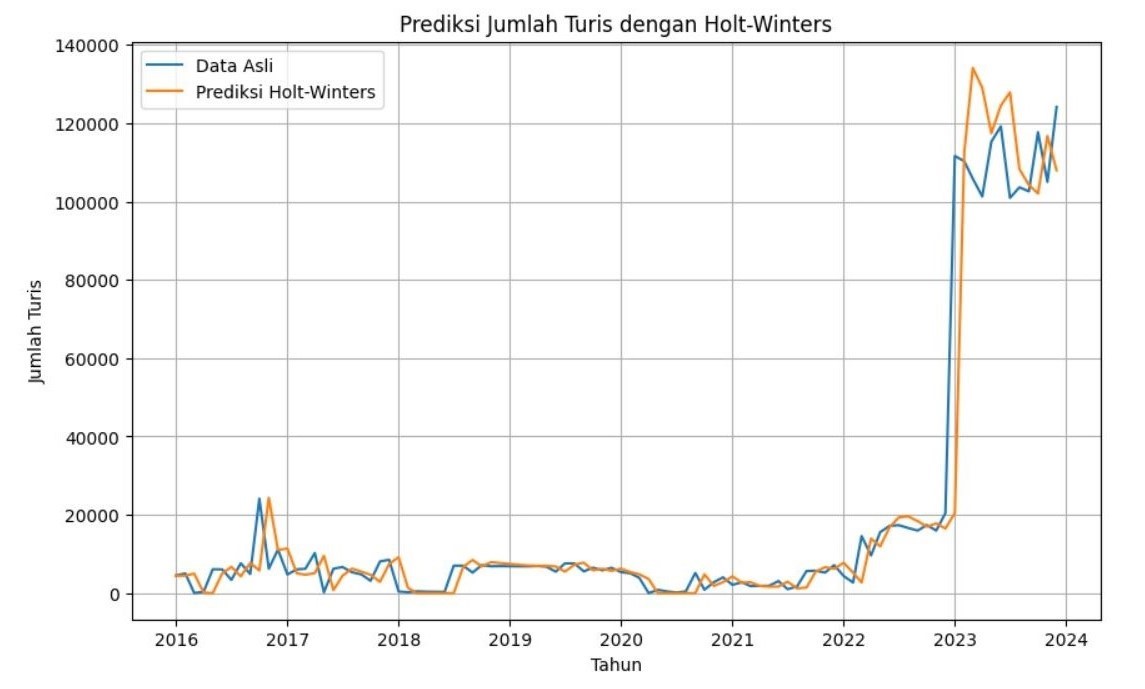 Prediksi Jumlah Turis dengan Holt-Winters
140000
Data Asli
Prediksi Holt-Winters
120000
100000
80000
60000
40000
20000
0
Jumlah Turis
2016 2017 2018 2019 2020 2021 2022 2023 2024
Tahun